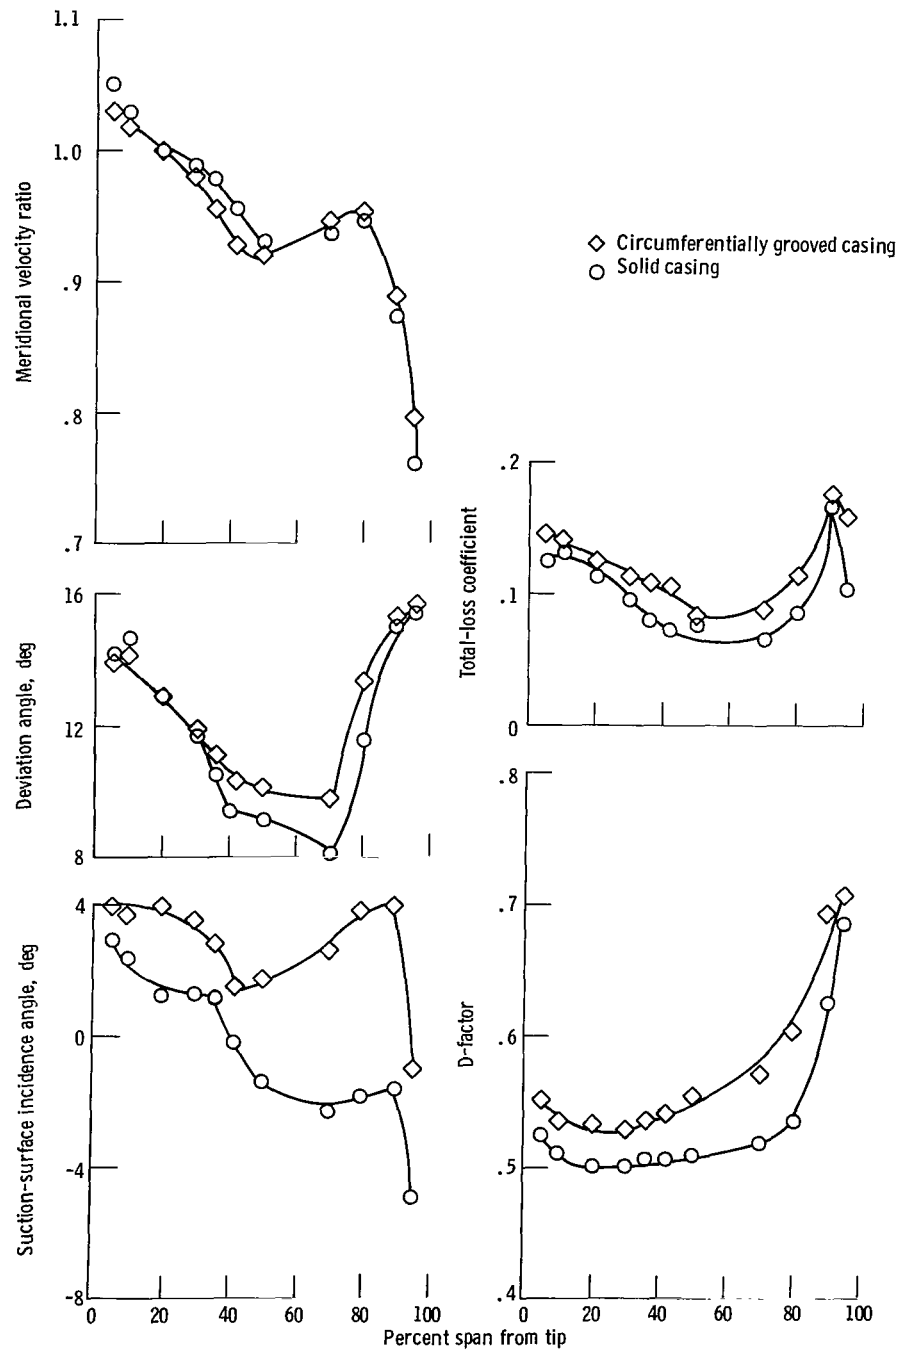 1.1
1.0
.9
.8
.7
Meridional velocity ratio
Circumferentially grooved casing
Solid casing
16
12
8
Deviation angle, deg
.2
.1
0
Total-loss coefficient
4
0
-4
-8
Suction-surface incidence angle, deg
0 20 40 60 80 100
.8
.7
.6
.5
.4
D-factor
0 20 40 60 80 100
Percent span from tip